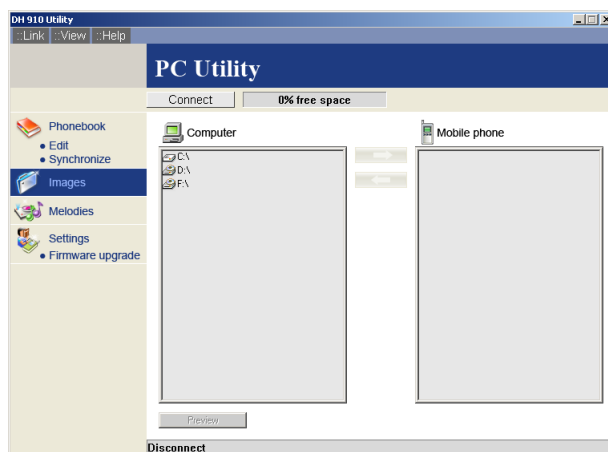 DH 910 Utility
::Link ::View ::Help
PC Utility
Connect 0% free space
Phonebook
• Edit
• Synchronize
Images
Melodies
Settings
• Firmware upgrade
Computer
C:\
D:\
F:\
Mobile phone
Preview
Disconnect